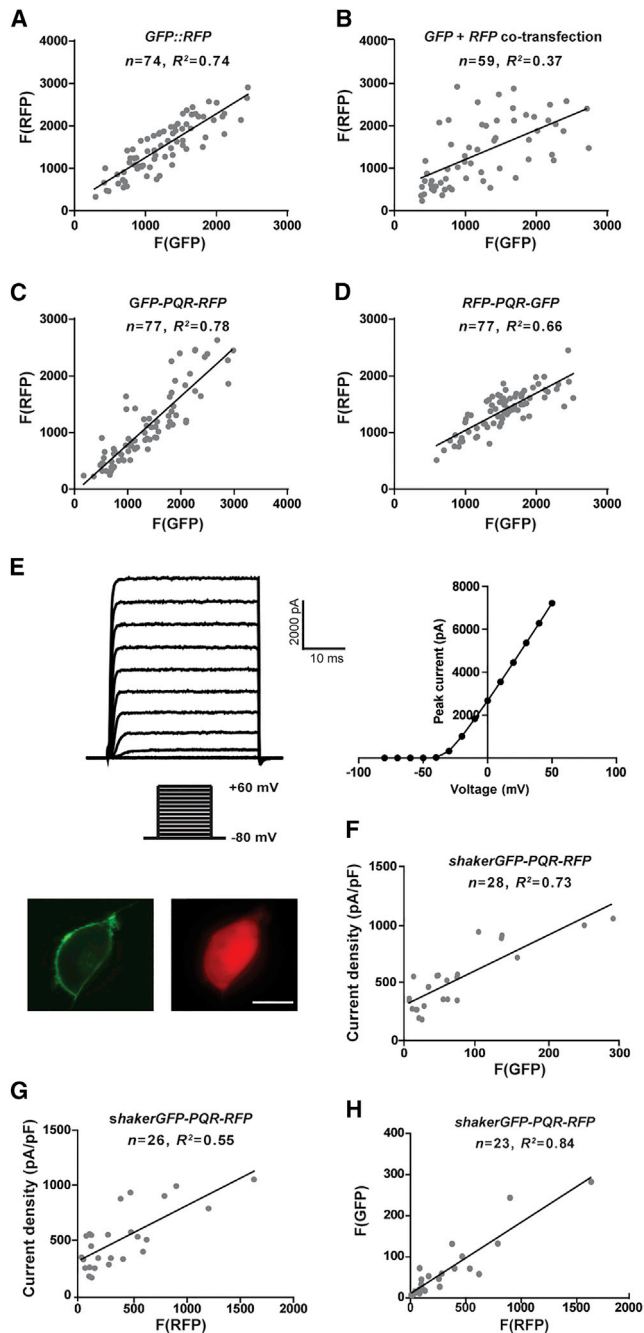 A
GFP::RFP
n=74, R²=0.74
F(RFP)
4000
3000
2000
1000
0
0 1000 2000 3000
F(GFP)
B
GFP + RFP co-transfection
n=59, R²=0.37
F(RFP)
4000
3000
2000
1000
0
0 1000 2000 3000
F(GFP)
C
GFP-PQR-RFP
n=77, R²=0.78
F(RFP)
3000
2000
1000
0
0 1000 2000 3000 4000
F(GFP)
D
RFP-PQR-GFP
n=77, R²=0.66
F(RFP)
3000
2000
1000
0
0 1000 2000 3000
F(GFP)
E
2000 pA
10 ms
+60 mV
-80 mV
Peak current (pA)
8000
6000
4000
2000
-100 -50 0 50 100
Voltage (mV)
F
shakerGFP-PQR-RFP
n=28, R²=0.73
Current density (pA/pF)
1500
1000
500
0
0 100 200 300
F(GFP)
G
shakerGFP-PQR-RFP
n=26, R²=0.55
Current density (pA/pF)
1500
1000
500
0
0 500 1000 1500 2000
F(RFP)
H
shakerGFP-PQR-RFP
n=23, R²=0.84
F(GFP)
400
300
200
100
0
0 500 1000 1500 2000
F(RFP)